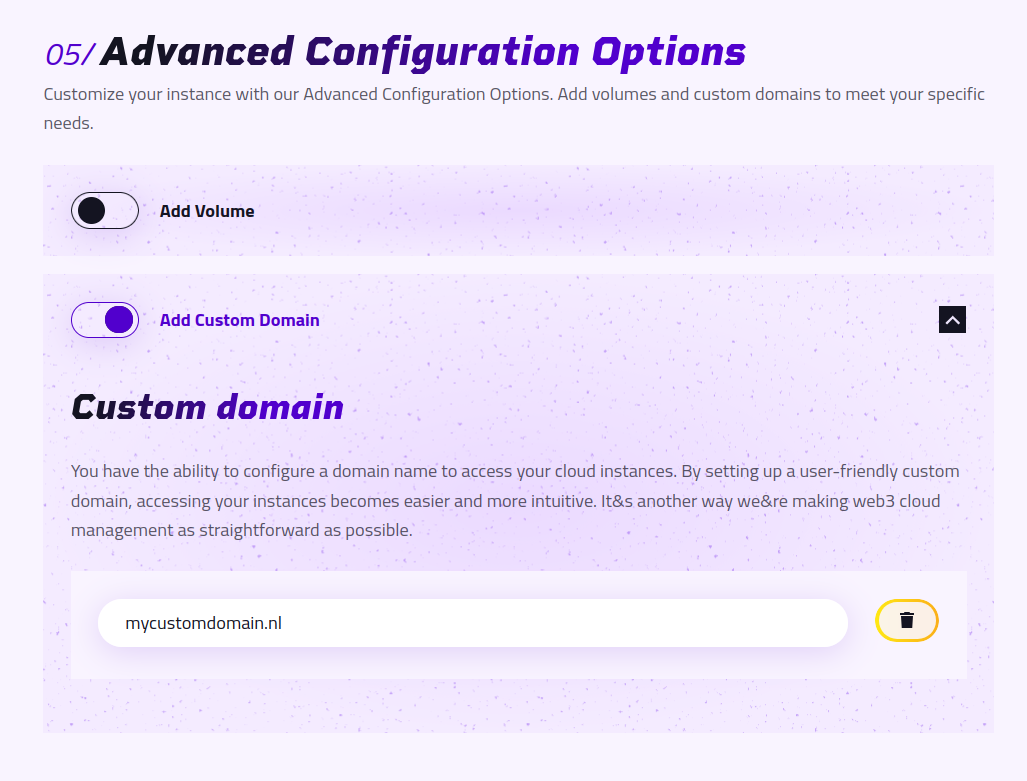 05/ Advanced Configuration Options
Customize your instance with our Advanced Configuration Options. Add volumes and custom domains to meet your specific
needs.
Add Volume
Add Custom Domain
Custom domain
You have the ability to configure a domain name to access your cloud instances. By setting up a user-friendly custom
domain, accessing your instances becomes easier and more intuitive. It&s another way we&re making web3 cloud
management as straightforward as possible.
mycustomdomain.nl